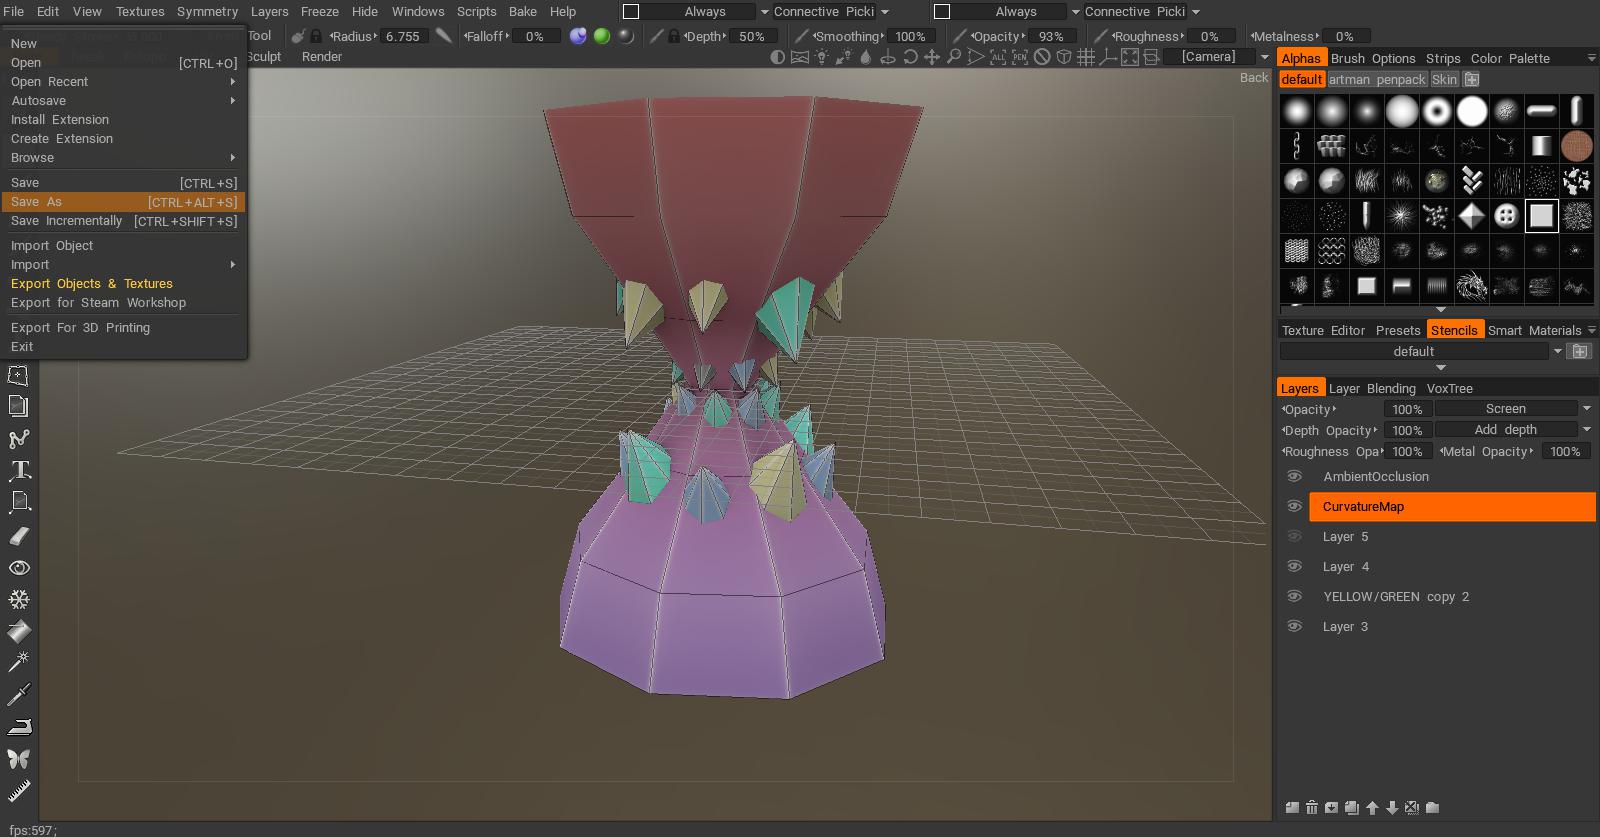 File Edit View Textures Symmetry Layers Freeze Hide Windows Scripts Bake Help Always Connective Picki Always Connective Picki
Tool Radius 6.755 Falloff 0% Depth 50% Smoothing 100% Opacity 93% Roughness 0% Metalness 0%
Sculpt Render [Camera]
Back
New
Open [CTRL+O]
Open Recent
Autosave
Install Extension
Create Extension
Browse
Save [CTRL+S]
Save As [CTRL+ALT+S]
Save Incrementally [CTRL+SHIFT+S]
Import Object
Import
Export Objects & Textures
Export for Steam Workshop
Export For 3D Printing
Exit
Alphas Brush Options Strips Color Palette
default artman penpack Skin
Texture Editor Presets Stencils Smart Materials
default
Layers Layer Blending VoxTree
Opacity 100% Screen
Depth Opacity 100% Add depth
Roughness Opa 100% Metal Opacity 100%
AmbientOcclusion
CurvatureMap
Layer 5
Layer 4
YELLOW/GREEN copy 2
Layer 3
fps:597;